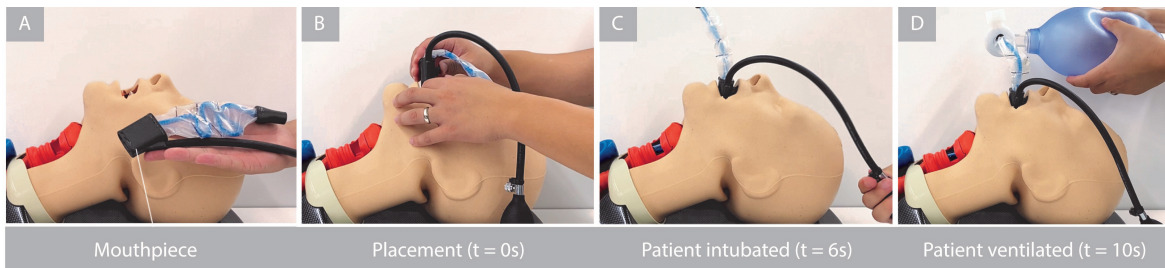 A
B
C
D
Mouthpiece
Placement (t = 0s)
Patient intubated (t = 6s)
Patient ventilated (t = 10s)